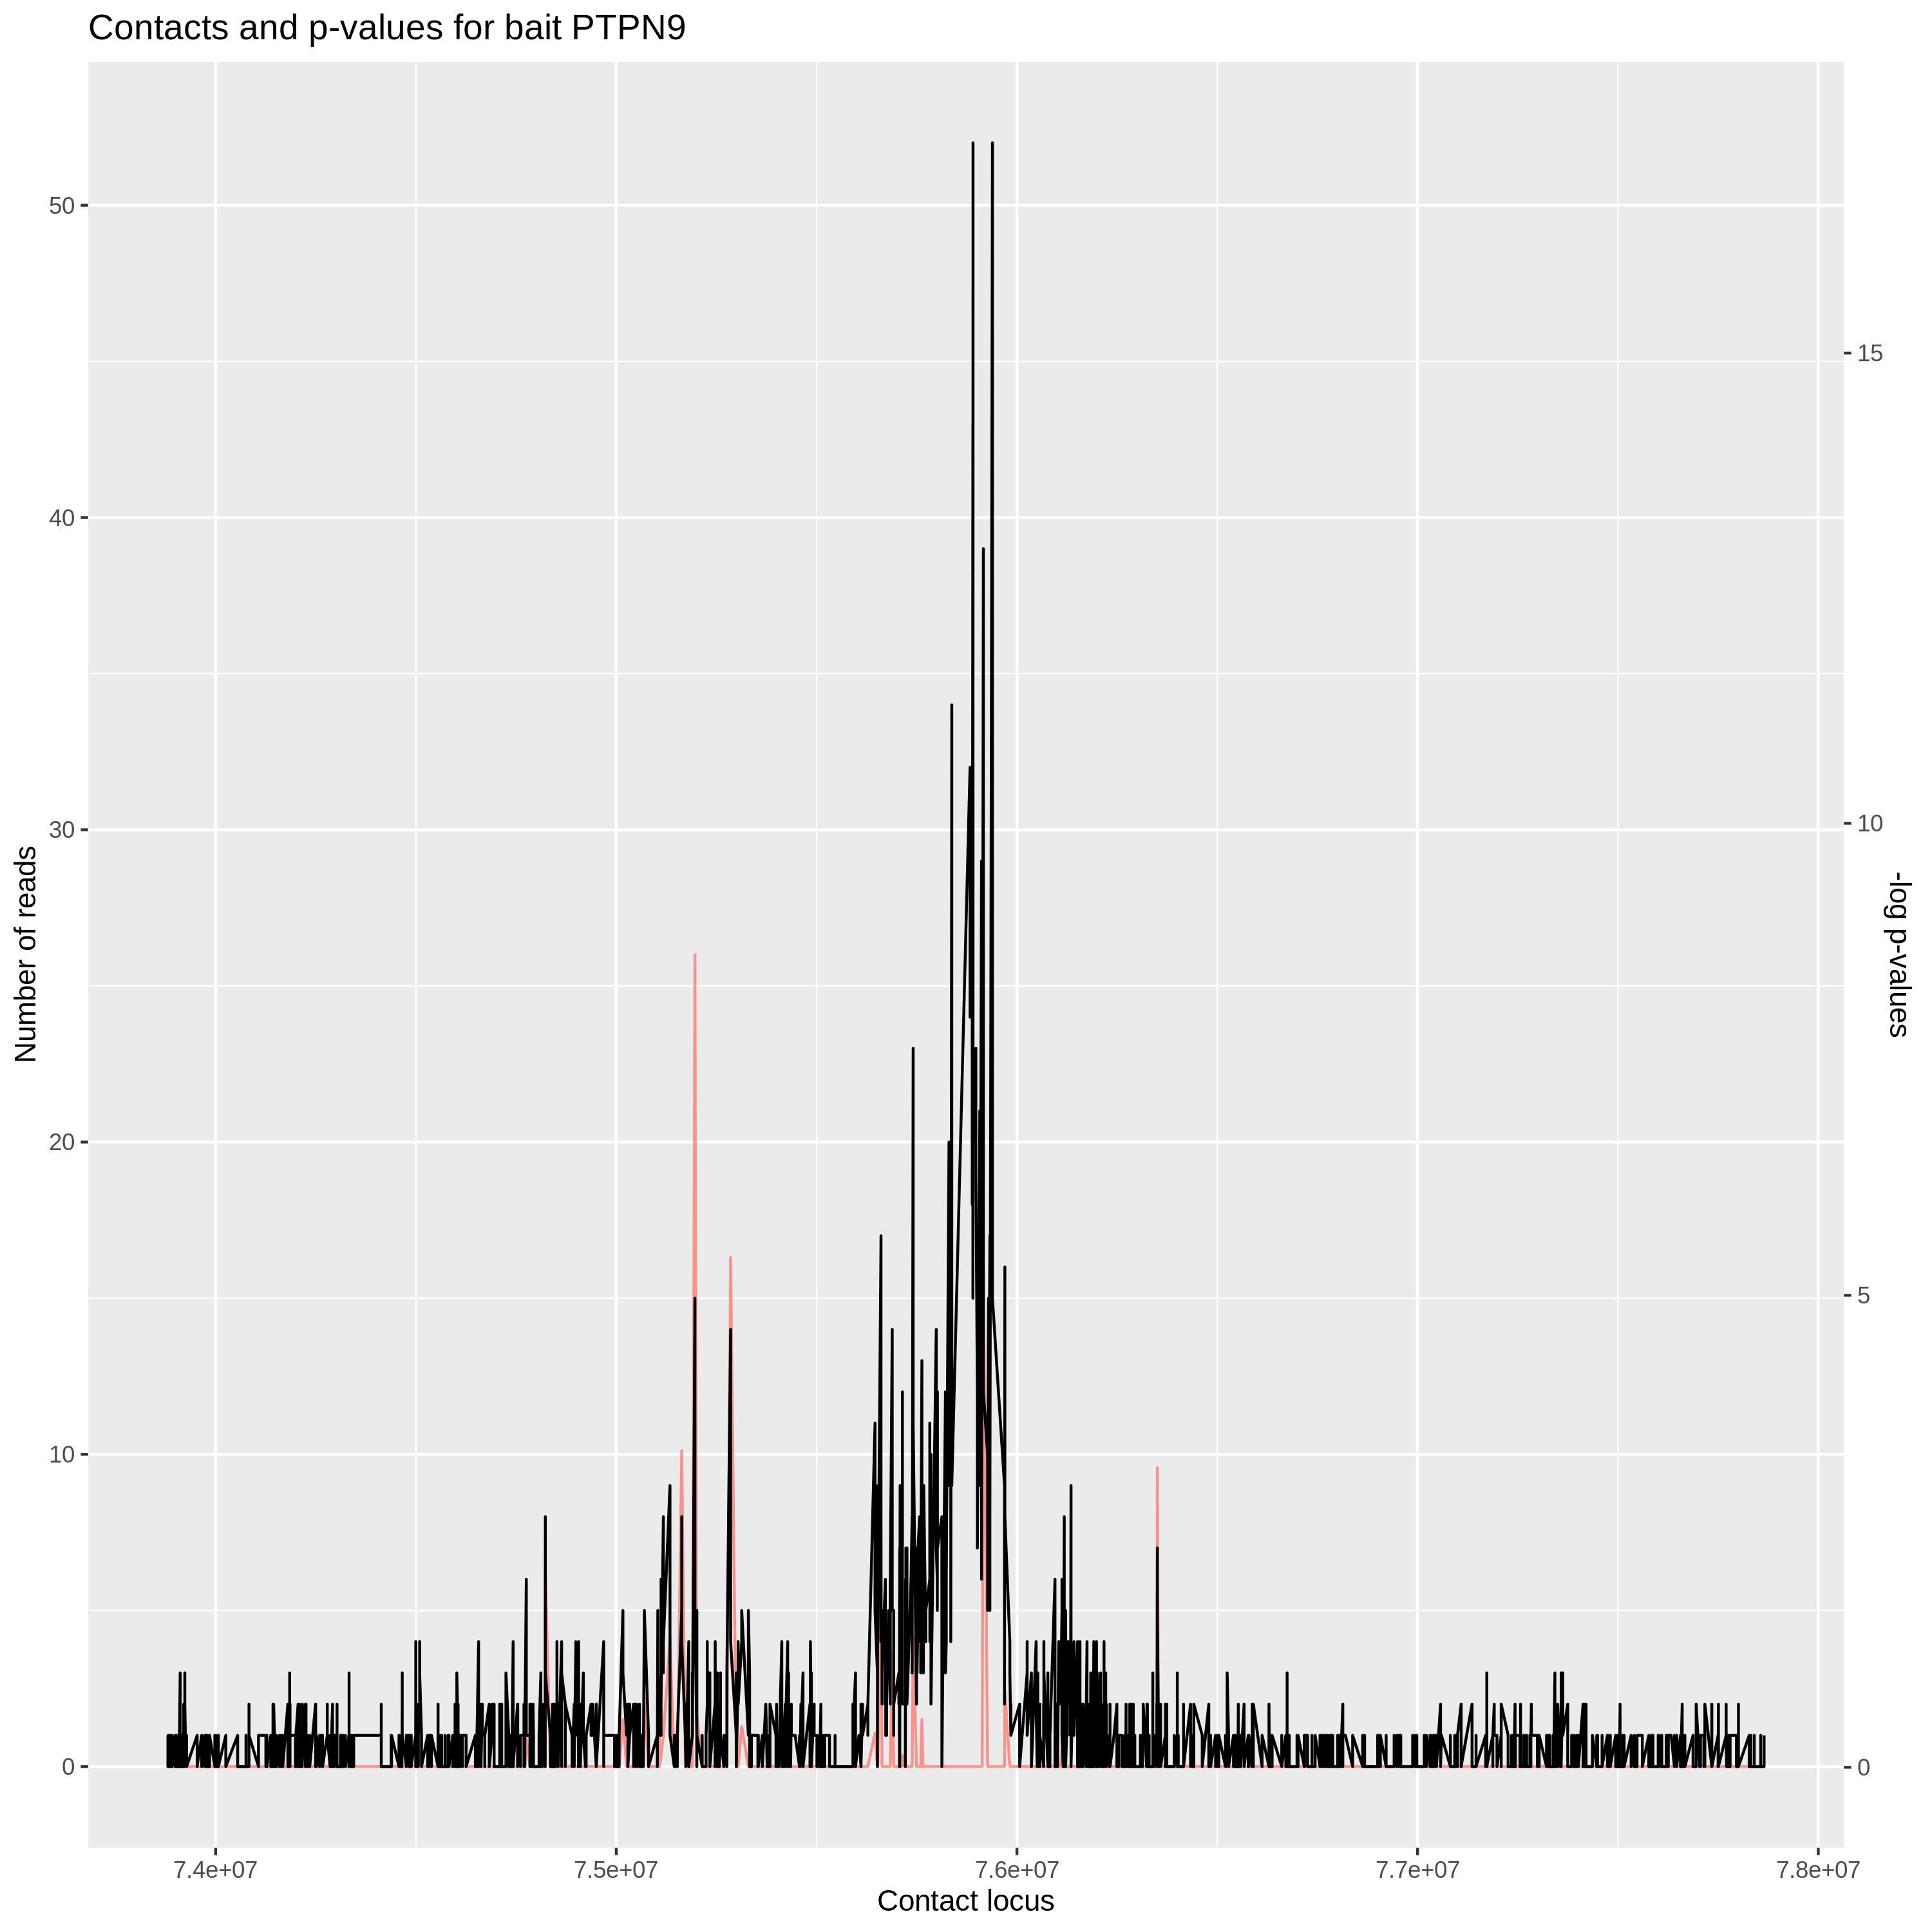 Contacts and p-values for bait PTPN9
50
40
30
20
10
0
Number of reads
15
10
5
0
-log p-values
7.4e+07
7.5e+07
7.6e+07
7.7e+07
7.8e+07
Contact locus